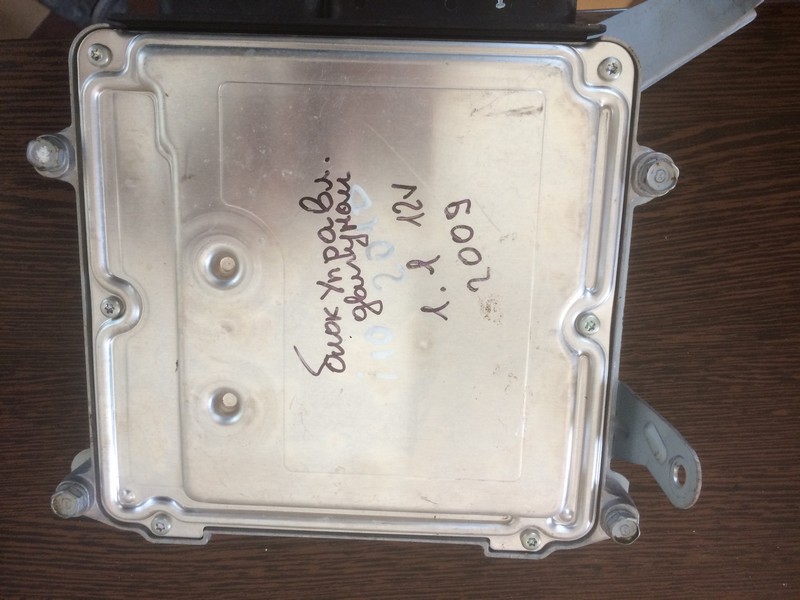 блок управл.
двигуном
1.2 12V
2009